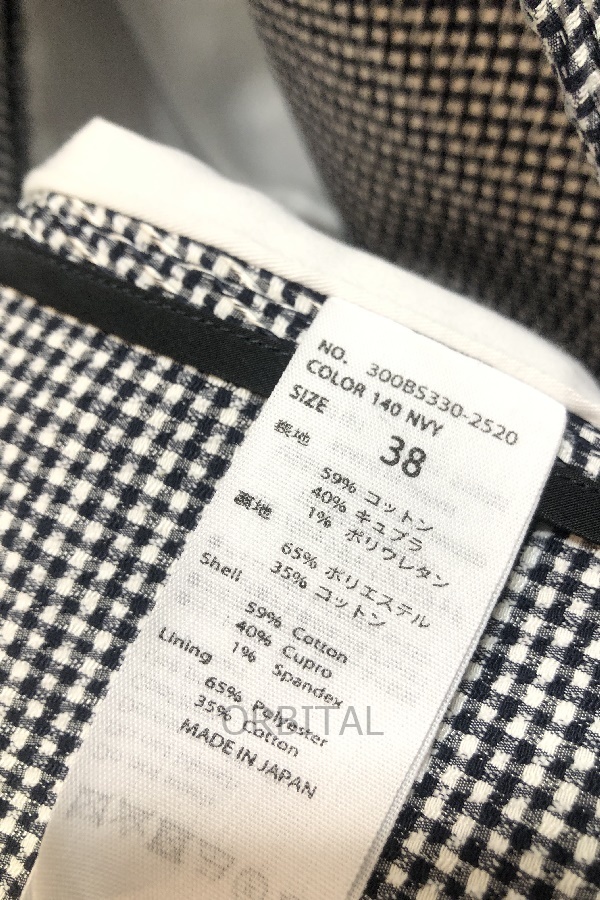 NO. 300BS330-2520
COLOR 140 NVY
SIZE 38
表地
59% コットン
40% キュプラ
1% ポリウレタン
裏地
65% ポリエステル
35% コットン
Shell
59% Cotton
40% Cupro
1% Spandex
Lining
65% Polyester
35% Cotton
MADE IN JAPAN
ORBITAL